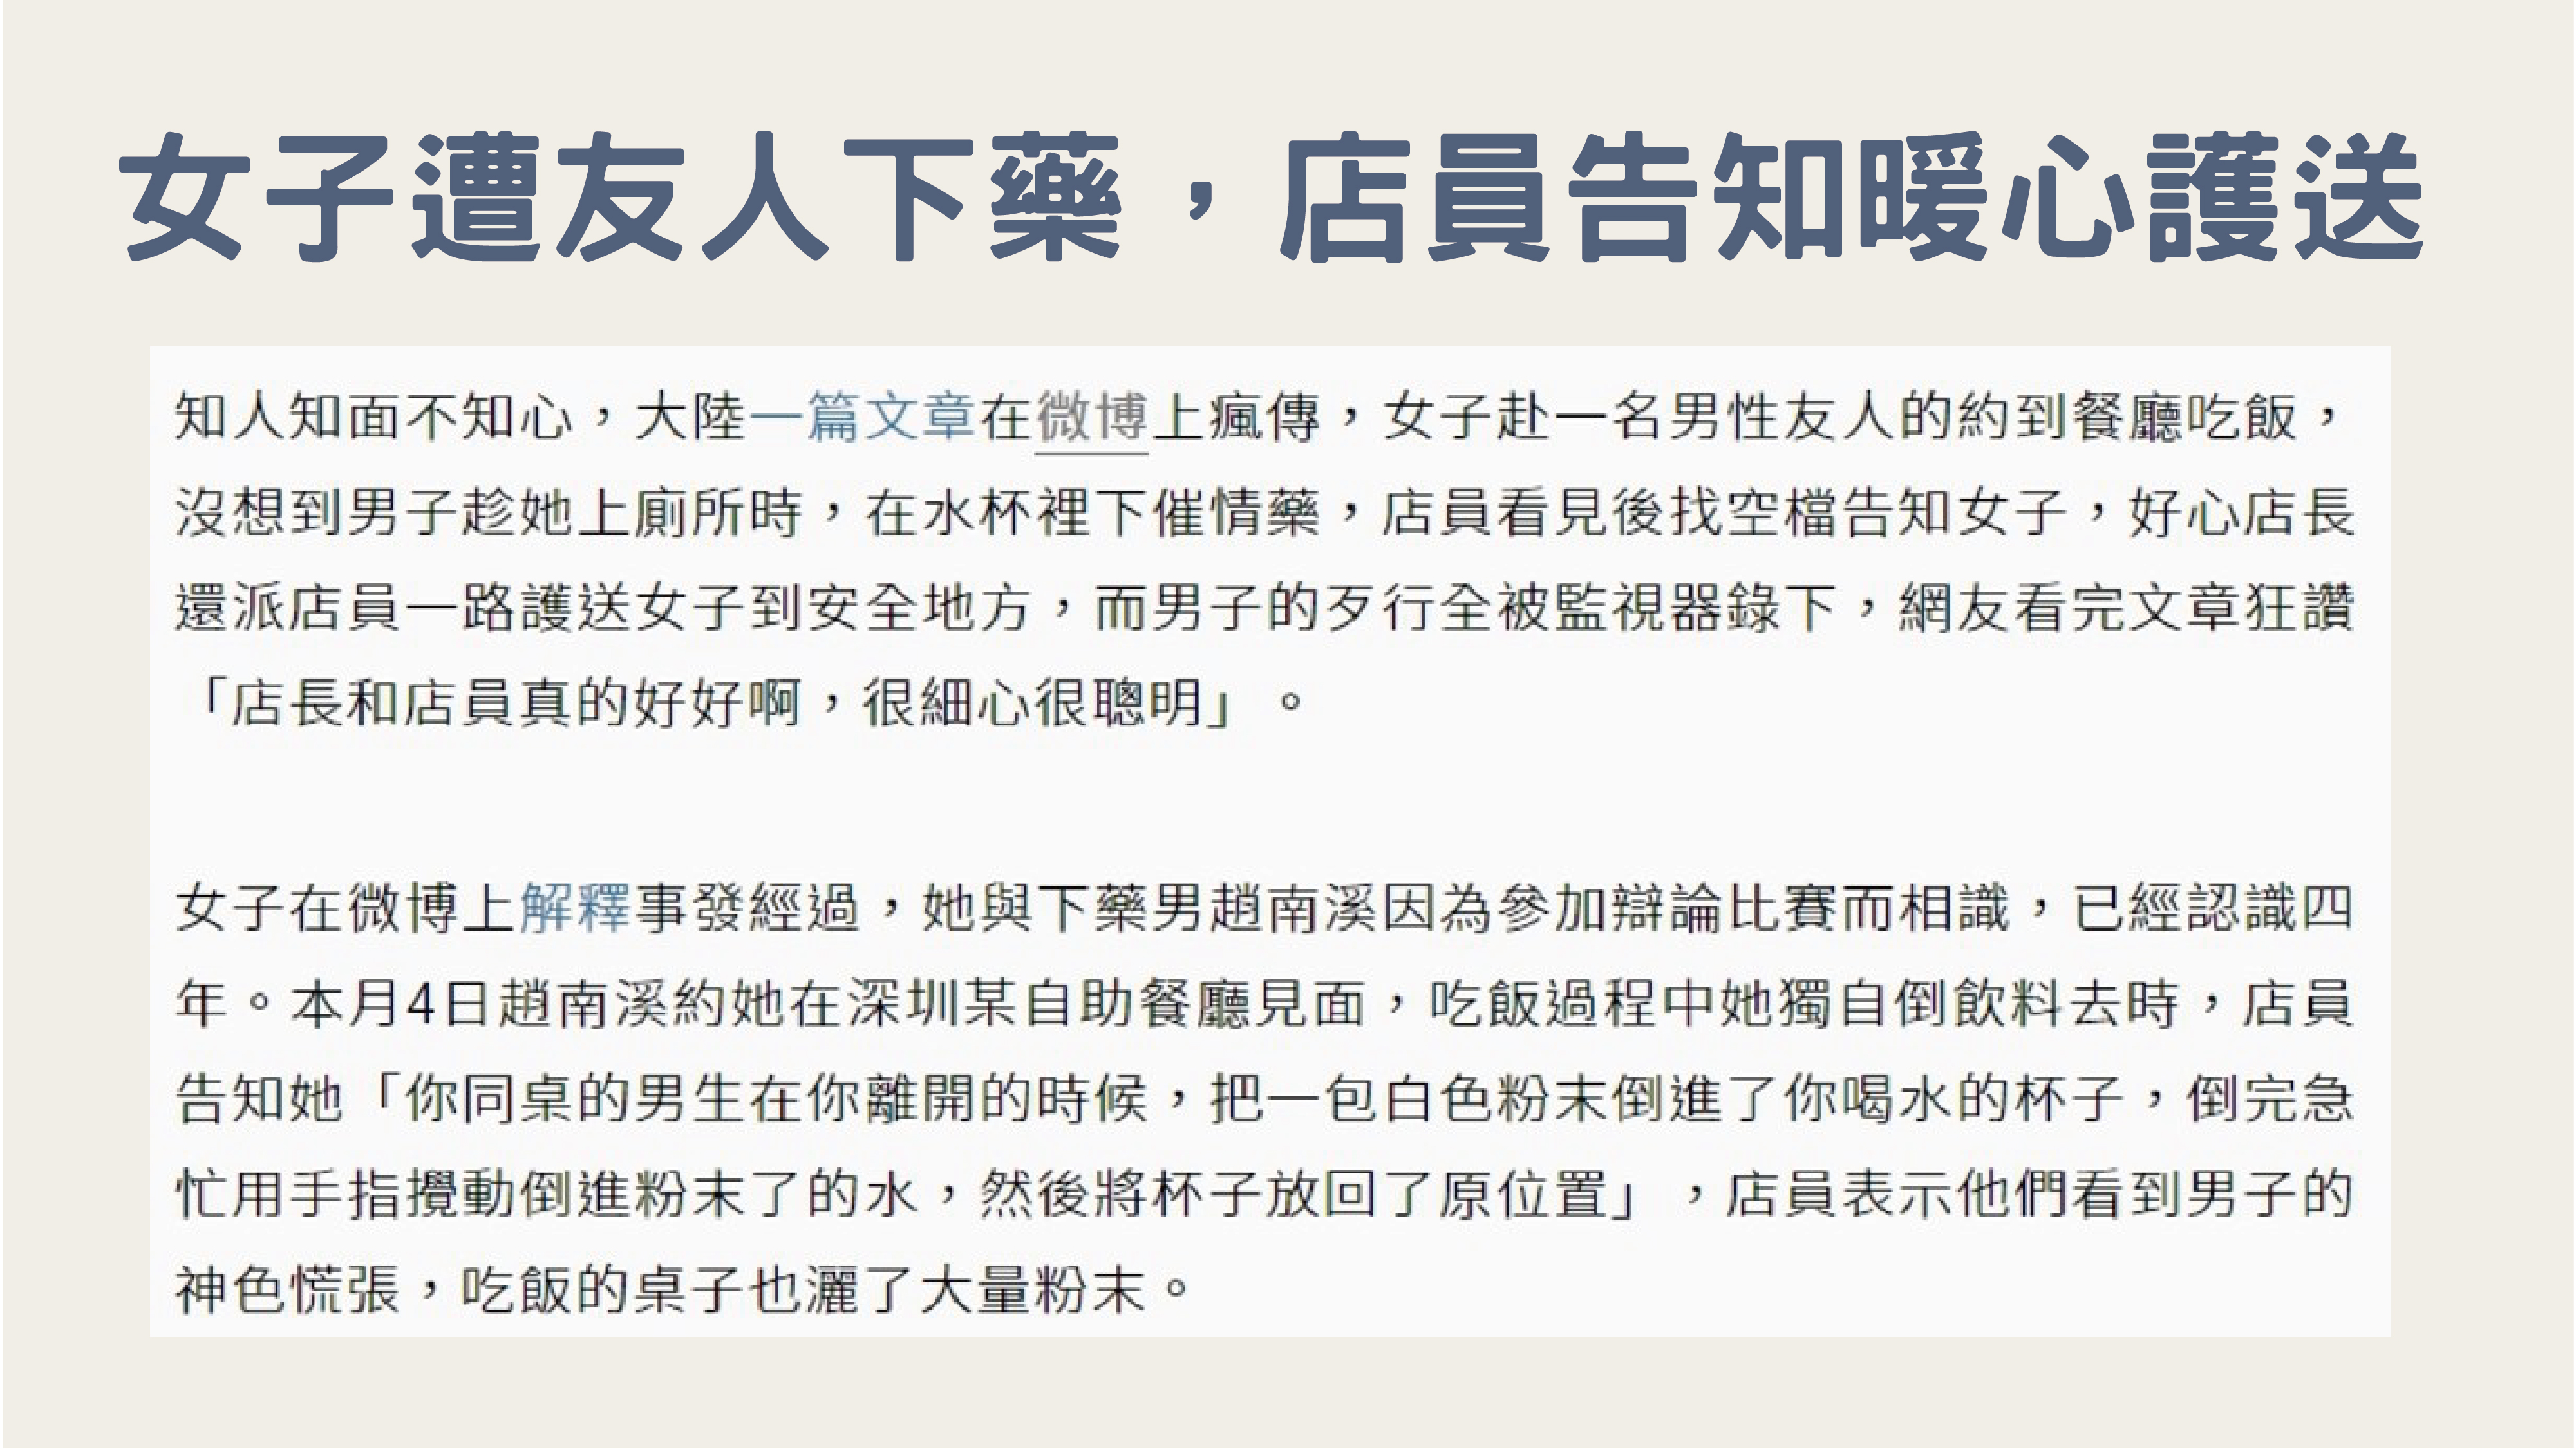 女子遭友人下藥，店員告知暖心護送
知人知面不知心，大陸一篇文章在微博上瘋傳，女子赴一名男性友人的約到餐廳吃飯，
沒想到男子趁她上廁所時，在水杯裡下催情藥，店員看見後找空檔告知女子，好心店長
還派店員一路護送女子到安全地方，而男子的歹行全被監視器錄下，網友看完文章狂讚
「店長和店員真的好好啊，很細心很聰明」。
女子在微博上解釋事發經過，她與下藥男趙南溪因為參加辯論比賽而相識，已經認識四
年。本月4日趙南溪約她在深圳某自助餐廳見面，吃飯過程中她獨自倒飲料去時，店員
告知她「你同桌的男生在你離開的時候，把一包白色粉末倒進了你喝水的杯子，倒完急
忙用手指攪動倒進粉末了的水，然後將杯子放回了原位置」，店員表示他們看到男子的
神色慌張，吃飯的桌子也灑了大量粉末。